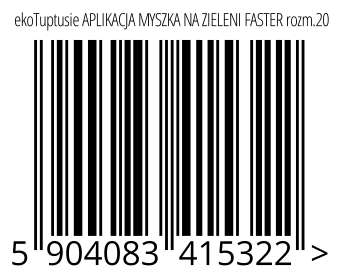 ekoTuptusie APLIKACJA MYSZKA NA ZIELENI FASTER rozm.20
5 904083 415322 >